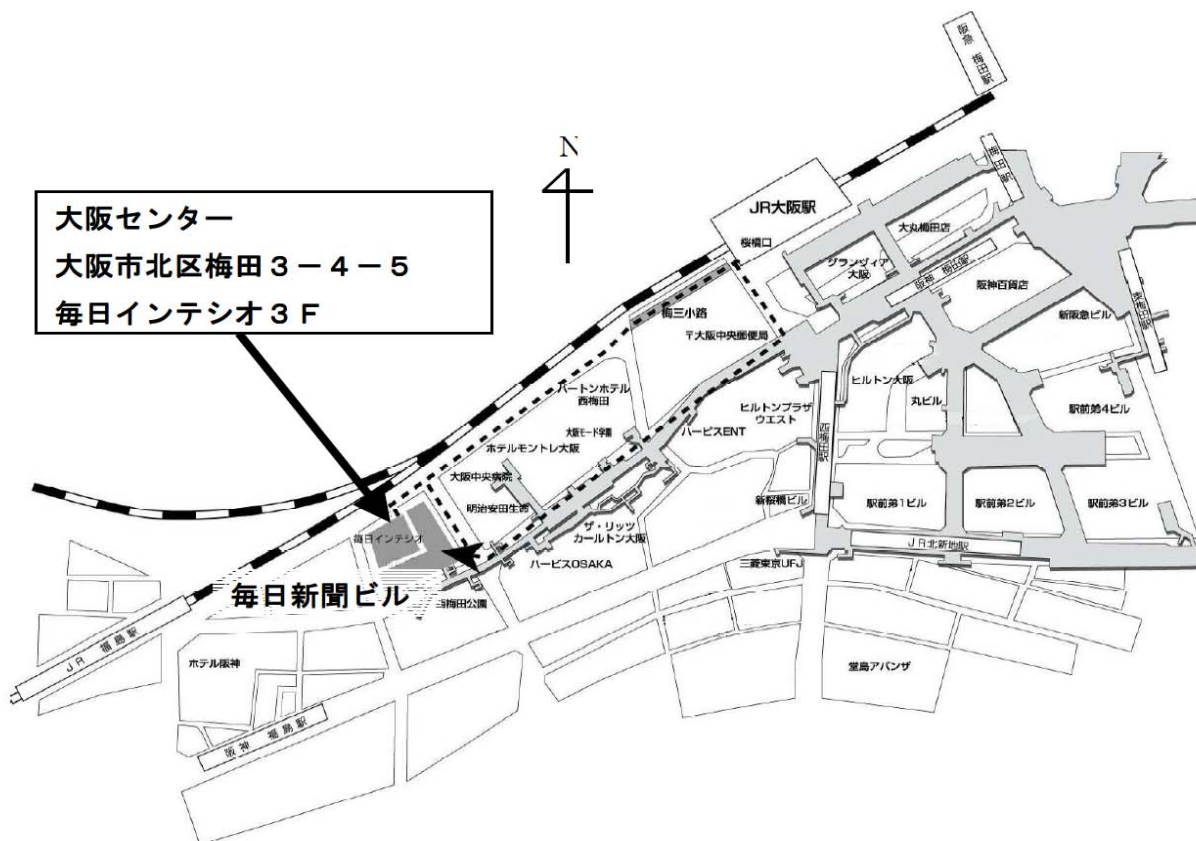 阪急 梅田駅
N
大阪センター
大阪市北区梅田３－４－５
毎日インテシオ３Ｆ
JR大阪駅
桜橋口
梅田駅
大丸梅田店
グランヴィア
大阪
阪神 梅田駅
阪神百貨店
東梅田駅
新阪急ビル
梅三小路
〒大阪中央郵便局
ハートンホテル
西梅田
ヒルトン大阪
丸ビル
駅前第4ビル
ヒルトンプラザ
ウエスト
ハービスENT
西梅田駅
大阪モード学園
ホテルモントレ大阪
大阪中央病院
明治安田生命
新桜橋ビル
駅前第1ビル
駅前第2ビル
駅前第3ビル
ザ・リッツ
カールトン大阪
毎日インテシオ
JR北新地駅
ハービスOSAKA
三菱東京UFJ
毎日新聞ビル
西梅田公園
JR 福島駅
ホテル阪神
堂島アバンザ
阪神 福島駅